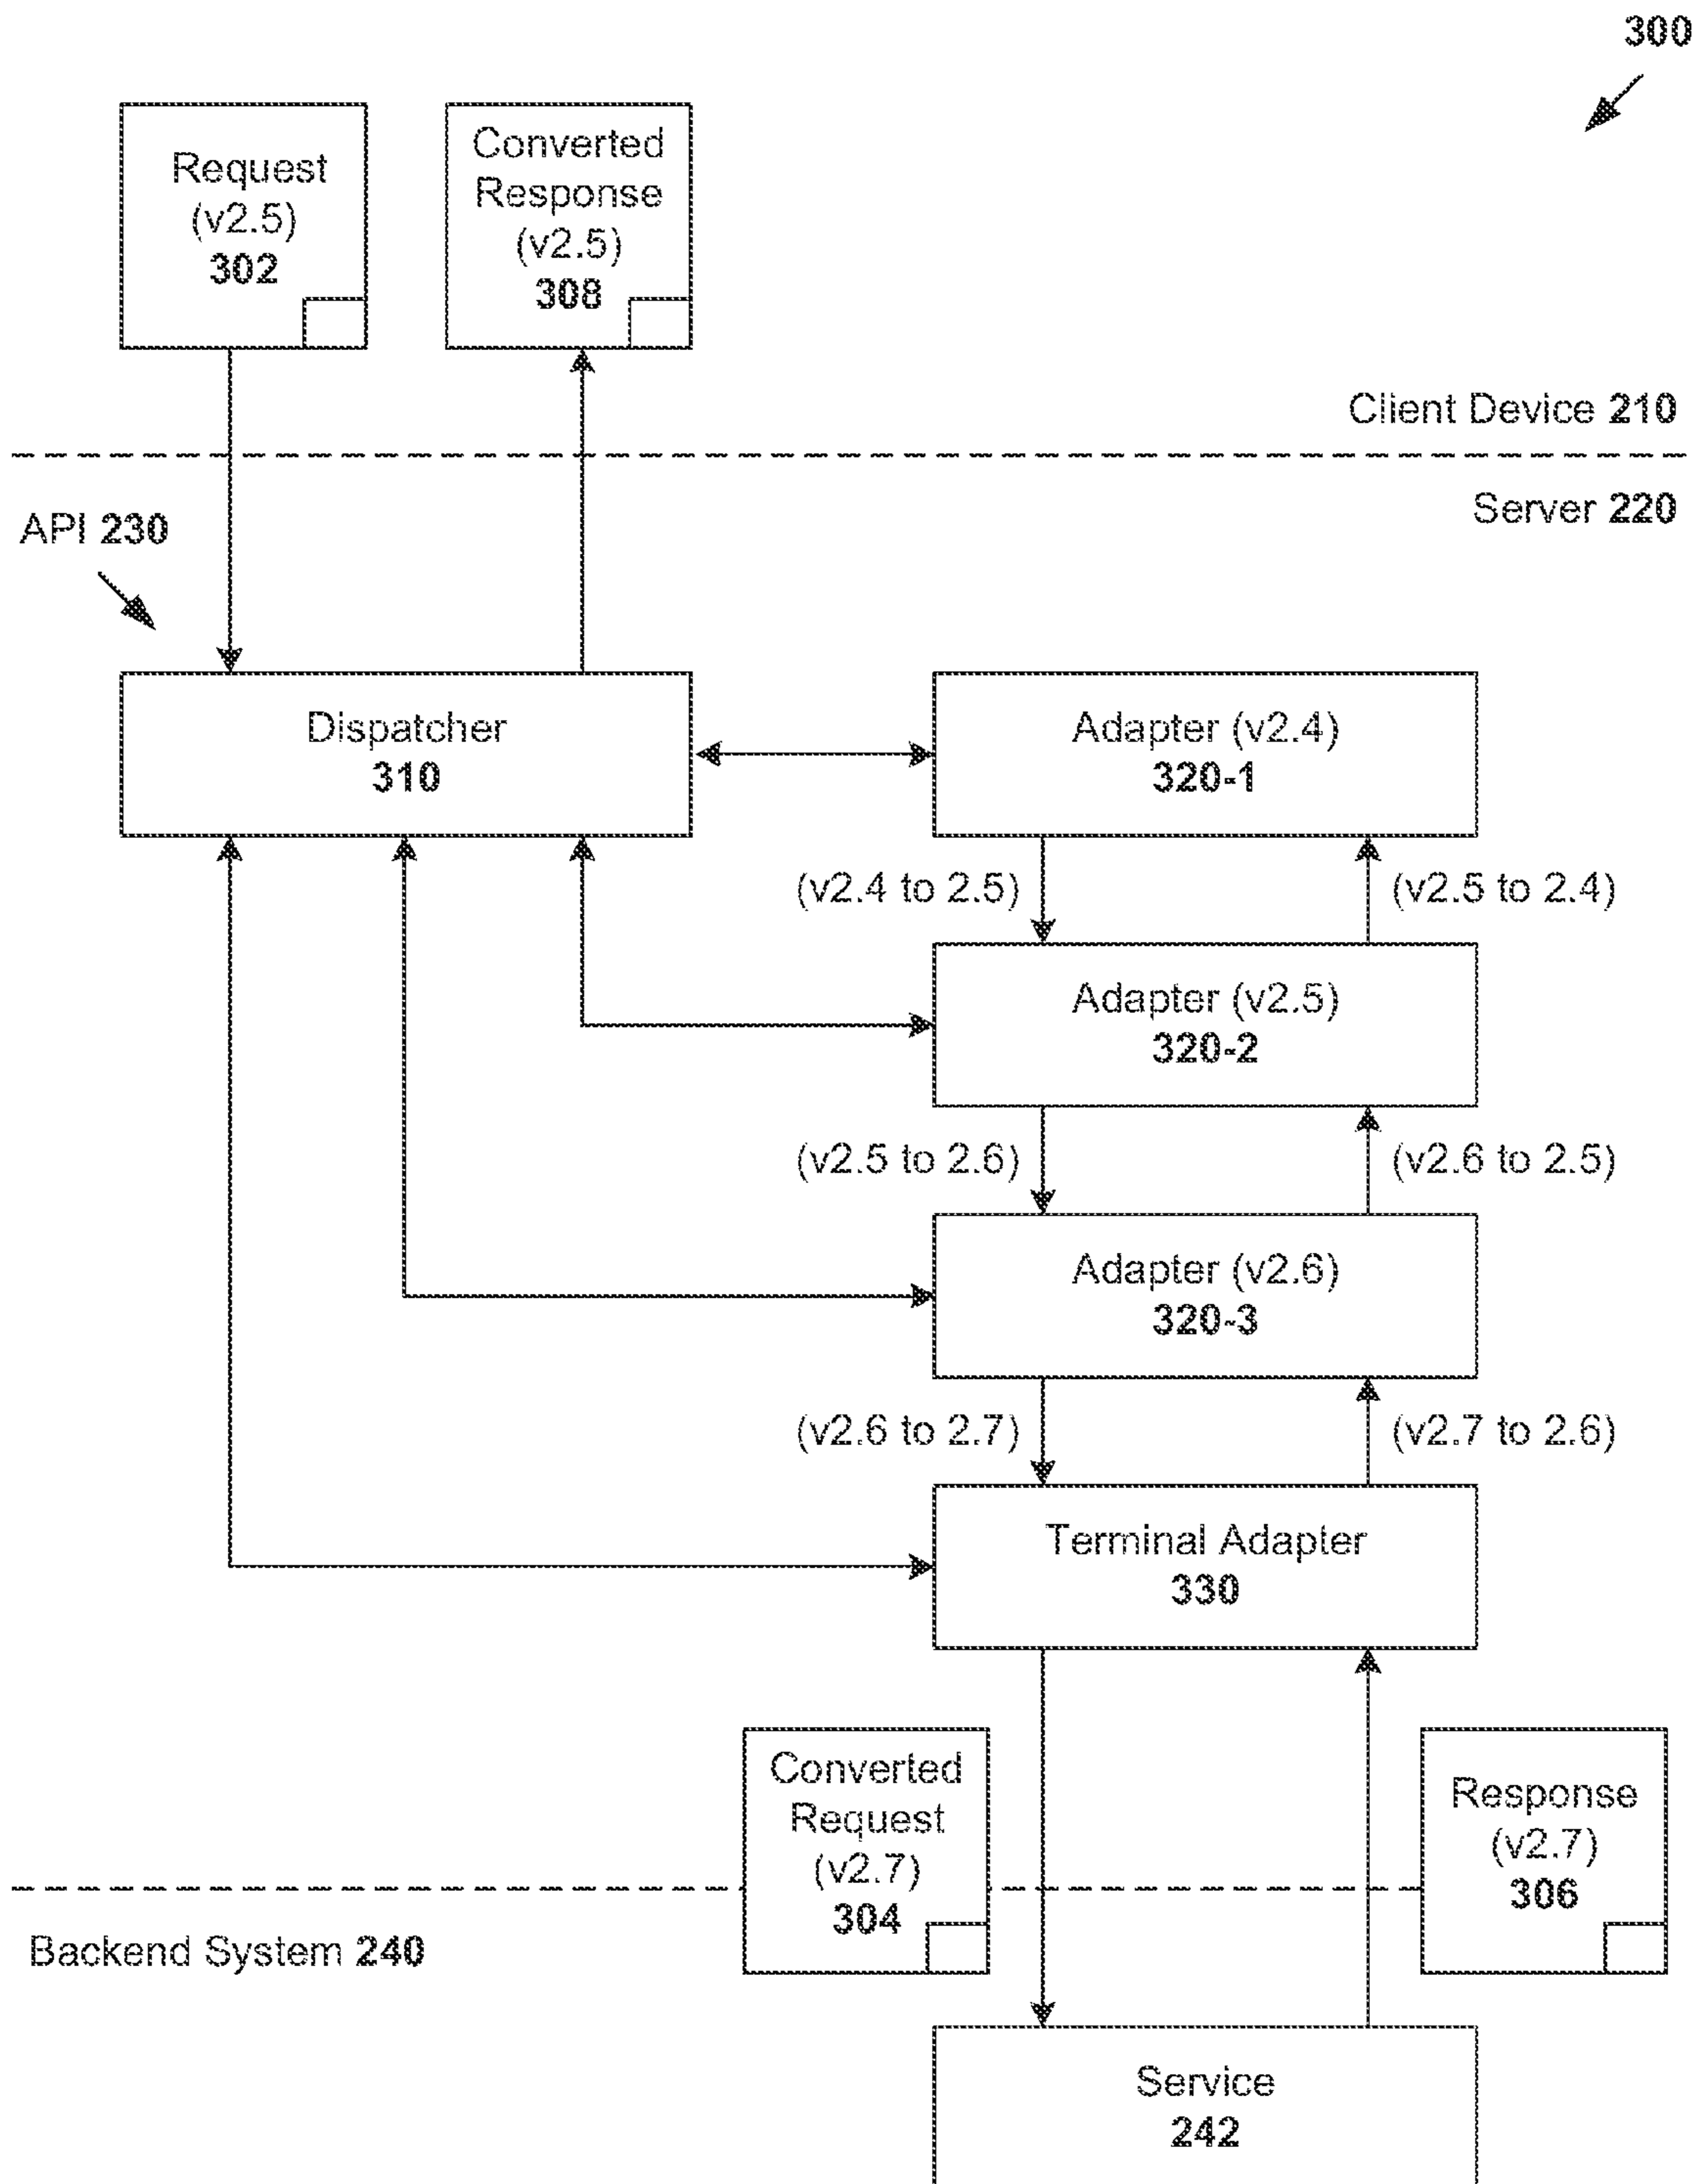 300
Request
(v2.5)
302
Converted
Response
(v2.5)
308
Client Device 210
Server 220
API 230
Dispatcher
310
Adapter (v2.4)
320-1
(v2.4 to 2.5)
(v2.5 to 2.4)
Adapter (v2.5)
320-2
(v2.5 to 2.6)
(v2.6 to 2.5)
Adapter (v2.6)
320-3
(v2.6 to 2.7)
(v2.7 to 2.6)
Terminal Adapter
330
Converted
Request
(v2.7)
304
Response
(v2.7)
306
Backend System 240
Service
242